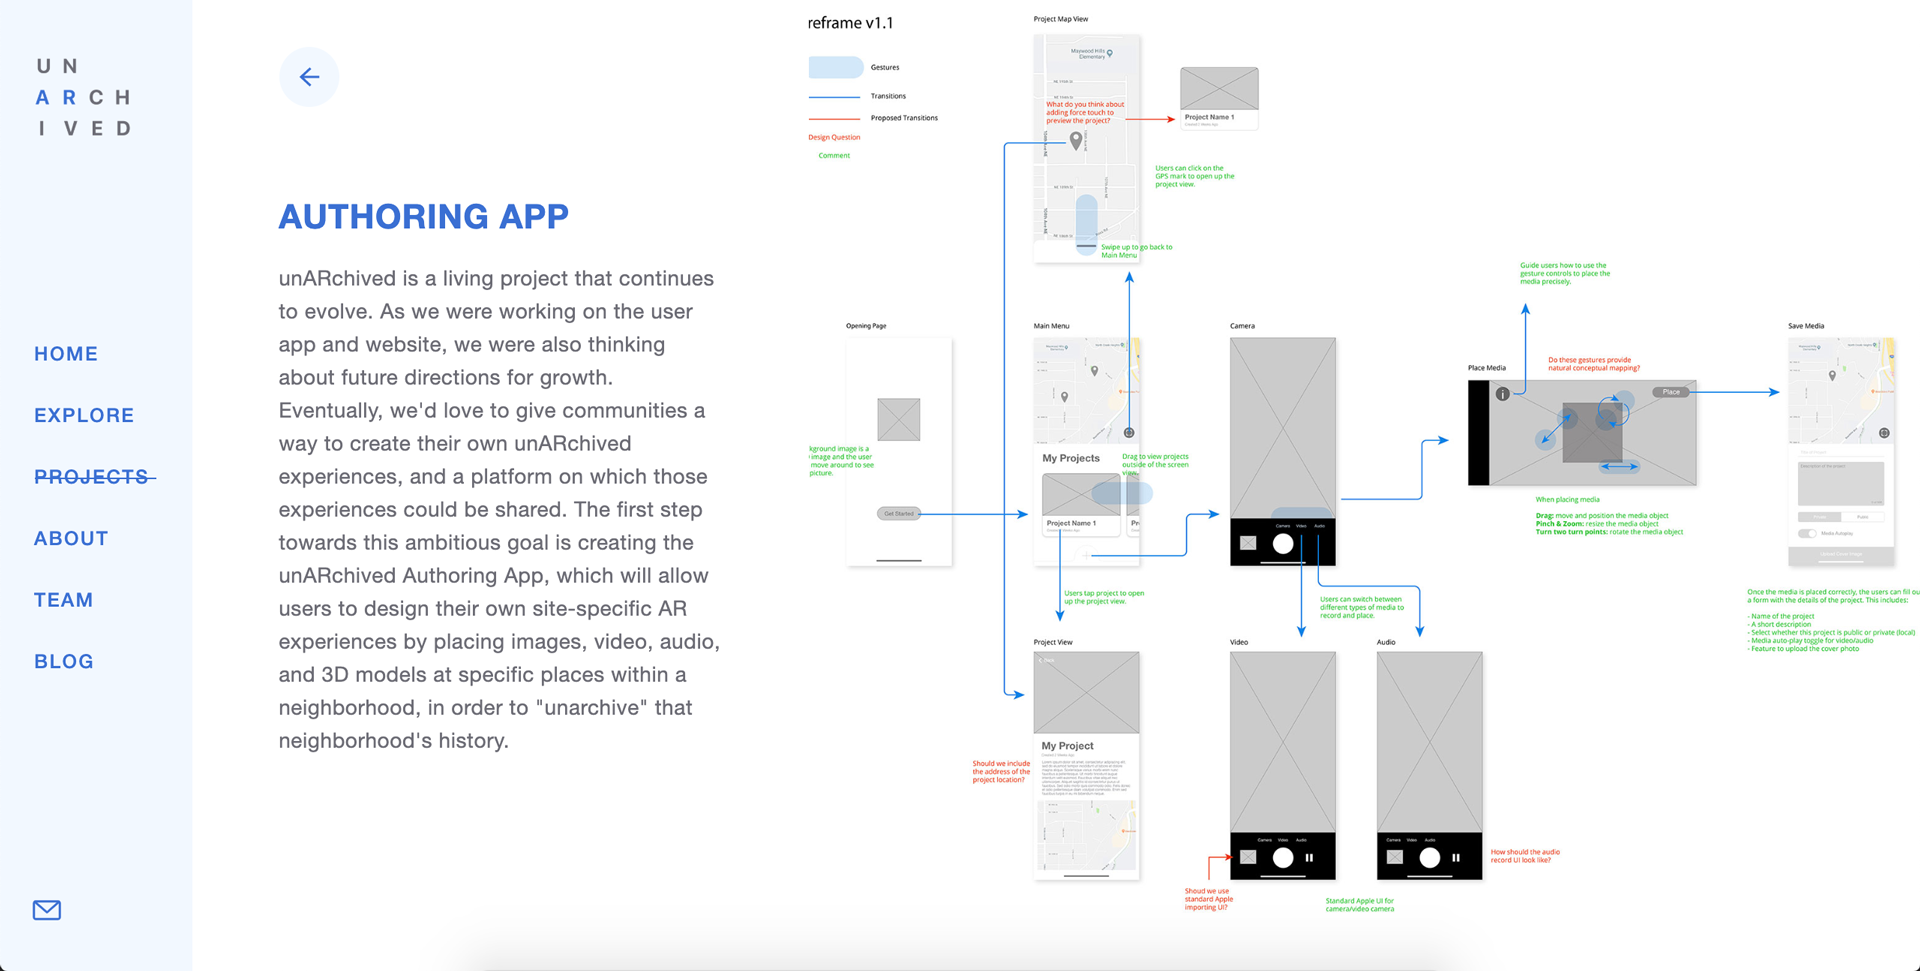 UN
ARCH
IVED
HOME
EXPLORE
PROJECTS
ABOUT
TEAM
BLOG
AUTHORING APP
unARchived is a living project that continues
to evolve. As we were working on the user
app and website, we were also thinking
about future directions for growth.
Eventually, we'd love to give communities a
way to create their own unARchived
experiences, and a platform on which those
experiences could be shared. The first step
towards this ambitious goal is creating the
unARchived Authoring App, which will allow
users to design their own site-specific AR
experiences by placing images, video, audio,
and 3D models at specific places within a
neighborhood, in order to "unarchive" that
neighborhood's history.
reframe v1.1
Gestures
Transitions
Proposed Transitions
Design Question
Comment
Project Map View
Maywood Hills
Elementary
What do you think about
adding force touch to
preview the project?
Project Name 1
Users can click on the
GPS mark to open up the
project view.
Swipe up to go back to
Main Menu
Opening Page
kground image is a
image and the user
move around to see
picture.
Get Started
Main Menu
My Projects
Drag to view projects
outside of the screen
view.
Project Name 1
Pr
Users tap project to open
up the project view.
Camera
Camera Video Audio
Users can switch between
different types of media to
record and place.
Guide users how to use the
gesture controls to place the
media precisely.
Do these gestures provide
natural conceptual mapping?
Place Media
i
Place
When placing media
Drag: move and position the media object
Pinch & Zoom: resize the media object
Turn two turn points: rotate the media object
Save Media
Media Autoplay
Once the media is placed correctly, the users can fill ou
a form with the details of the project. This includes:
- Name of the project
- A short description
- Select whether this project is public or private (local)
- Media auto-play toggle for video/audio
- Feature to upload the cover photo
Project View
My Project
Should we include
the address of the
project location?
Video
Camera Video Audio
Shoud we use
standard Apple
importing UI?
Audio
Camera Video Audio
How should the audio
record UI look like?
Standard Apple UI for
camera/video camera